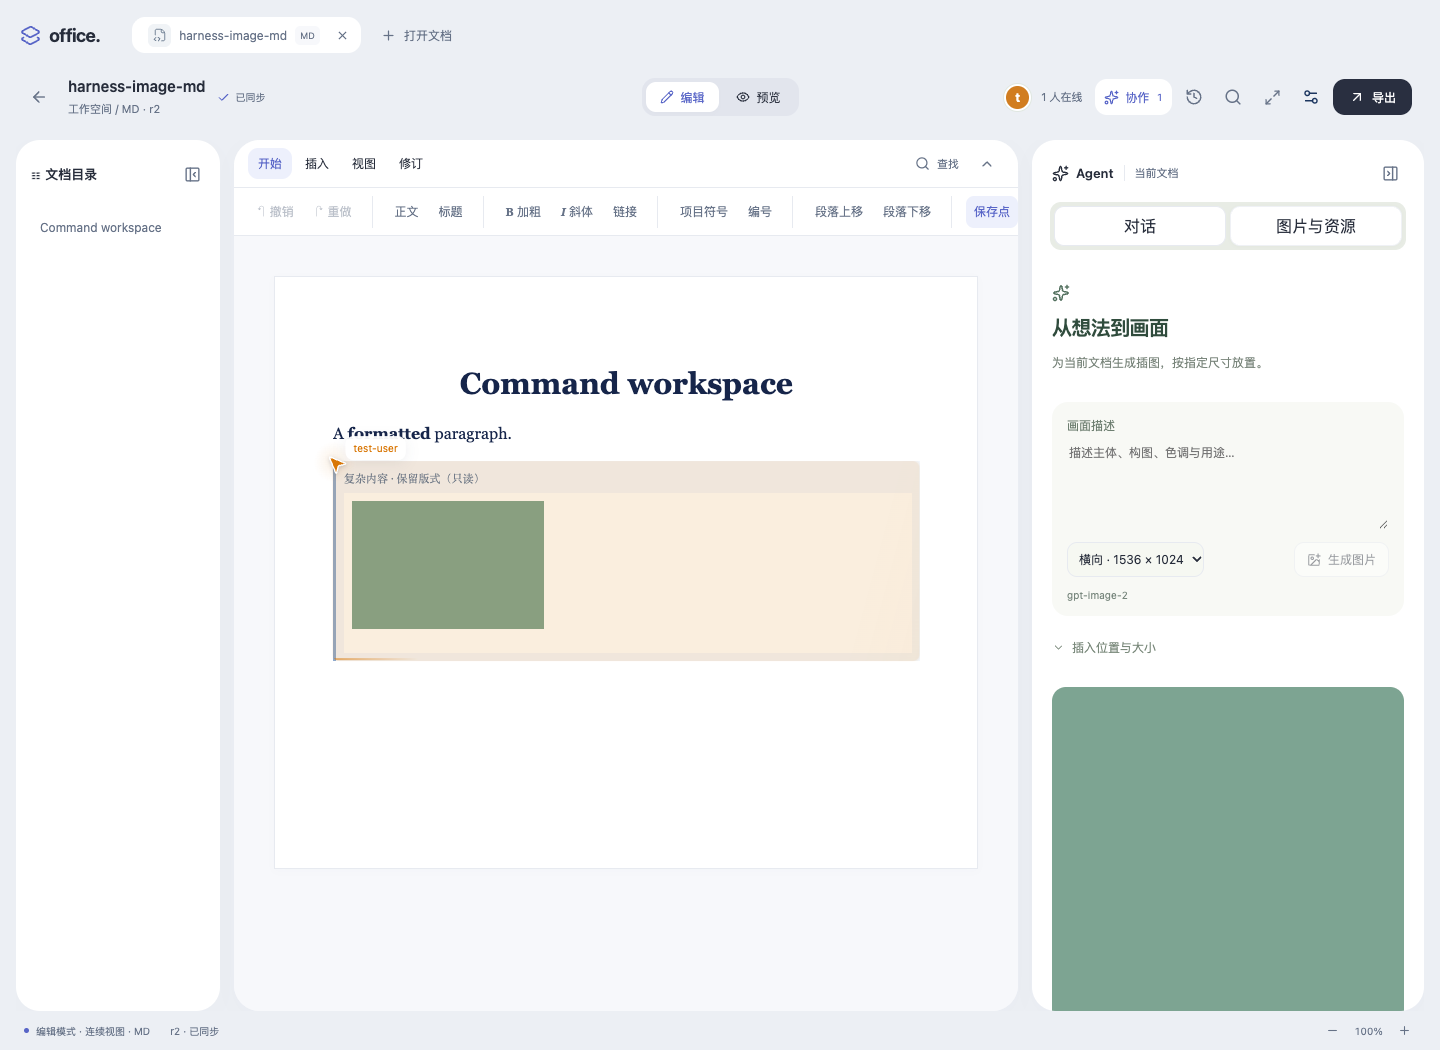 office.
harness-image-md MD
打开文档
harness-image-md
工作空间 / MD · r2
已同步
编辑
预览
t
1 人在线
协作 1
导出
文档目录
Command workspace
开始 插入 视图 修订
查找
撤销 重做 正文 标题 B 加粗 I 斜体 链接 项目符号 编号 段落上移 段落下移 保存点
Command workspace
A formatted paragraph.
test-user
复杂内容 · 保留版式（只读）
Agent 当前文档
对话 图片与资源
从想法到画面
为当前文档生成插图，按指定尺寸放置。
画面描述
描述主体、构图、色调与用途...
横向 · 1536 × 1024
生成图片
gpt-image-2
插入位置与大小
编辑模式 · 连续视图 · MD r2 · 已同步
100%